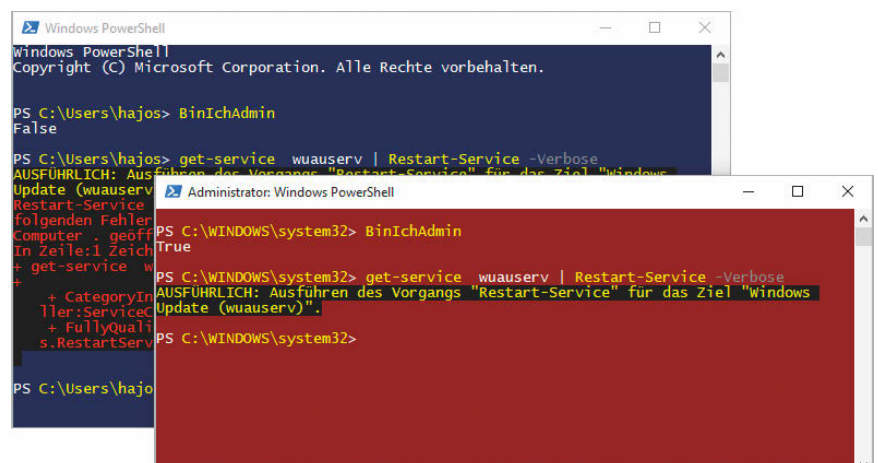 Windows PowerShell
Windows PowerShell
Copyright (C) Microsoft Corporation. Alle Rechte vorbehalten.
PS C:\Users\hajos> BinIchAdmin
False
PS C:\Users\hajos> get-service  wuauserv | Restart-Service -Verbose
AUSFÜHRLICH: Ausführen des Vorgangs "Restart-Service" für das Ziel "Windows
Update (wuauserv
Restart-Service
folgenden Fehler
Computer . geöff
In Zeile:1 Zeich
+ get-service  w
+
+ CategoryIn
ller:ServiceC
+ FullyQuali
s.RestartServ
PS C:\Users\hajo
Administrator: Windows PowerShell
PS C:\WINDOWS\system32> BinIchAdmin
True
PS C:\WINDOWS\system32> get-service  wuauserv | Restart-Service -Verbose
AUSFÜHRLICH: Ausführen des Vorgangs "Restart-Service" für das Ziel "Windows
Update (wuauserv)".
PS C:\WINDOWS\system32>